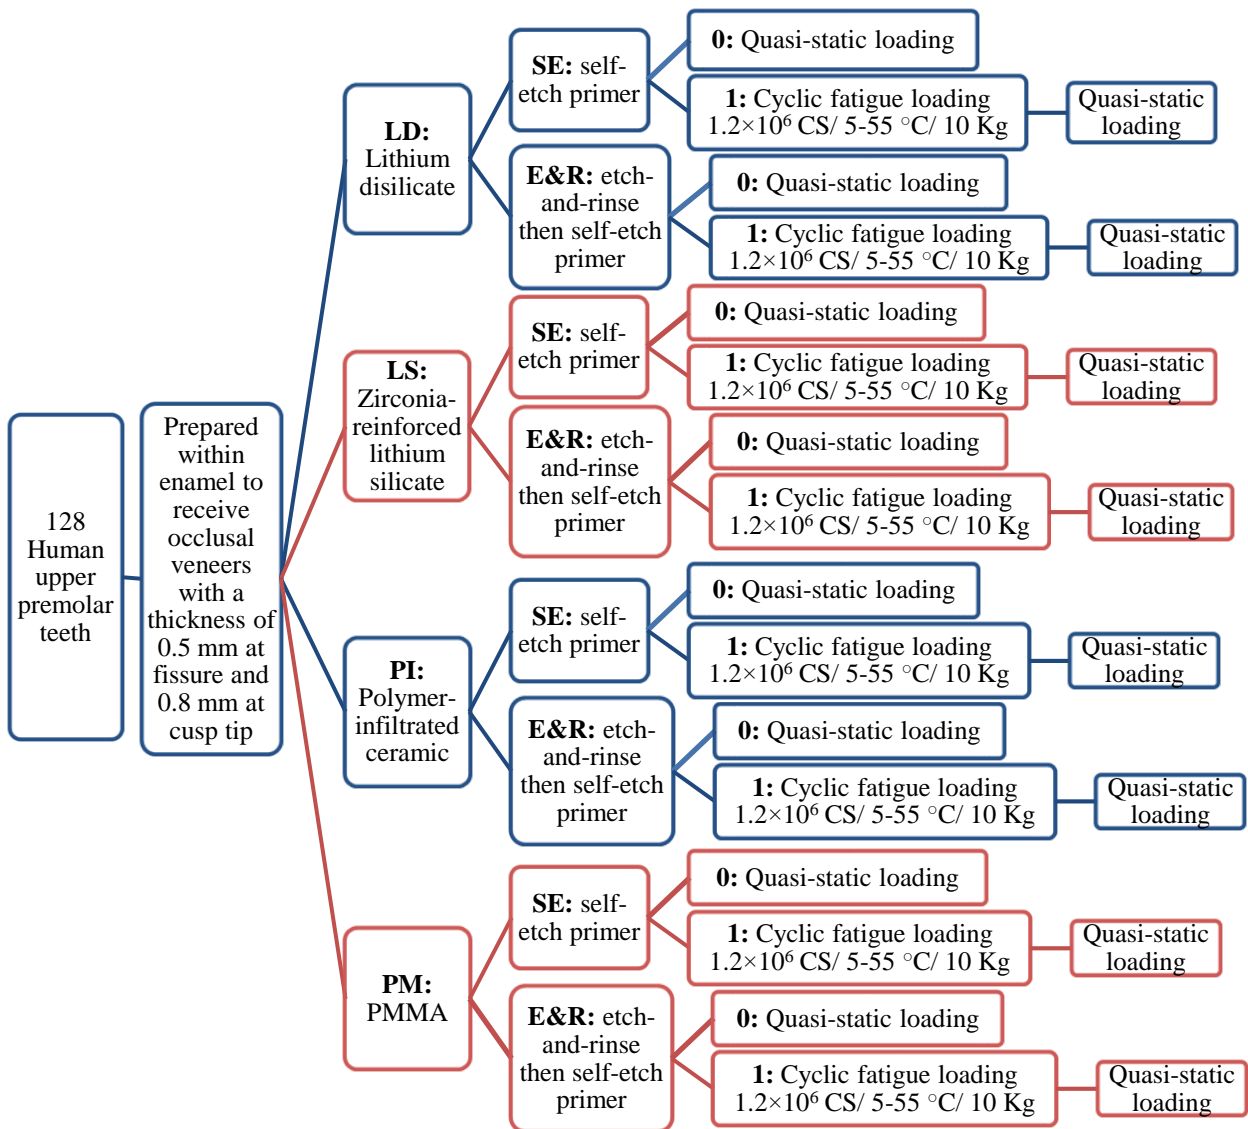 128
Human
upper
premolar
teeth
Prepared
within
enamel to
receive
occlusal
veneers
with a
thickness of
0.5 mm at
fissure and
0.8 mm at
cusp tip
LD:
Lithium
disilicate
SE: self-
etch primer
0: Quasi-static loading
1: Cyclic fatigue loading
1.2×10⁶ CS/ 5-55 °C/ 10 Kg
Quasi-static
loading
E&R: etch-
and-rinse
then self-etch
primer
0: Quasi-static loading
1: Cyclic fatigue loading
1.2×10⁶ CS/ 5-55 °C/ 10 Kg
Quasi-static
loading
LS:
Zirconia-
reinforced
lithium
silicate
SE: self-
etch primer
0: Quasi-static loading
1: Cyclic fatigue loading
1.2×10⁶ CS/ 5-55 °C/ 10 Kg
Quasi-static
loading
E&R: etch-
and-rinse
then self-etch
primer
0: Quasi-static loading
1: Cyclic fatigue loading
1.2×10⁶ CS/ 5-55 °C/ 10 Kg
Quasi-static
loading
PI:
Polymer-
infiltrated
ceramic
SE: self-
etch primer
0: Quasi-static loading
1: Cyclic fatigue loading
1.2×10⁶ CS/ 5-55 °C/ 10 Kg
Quasi-static
loading
E&R: etch-
and-rinse
then self-etch
primer
0: Quasi-static loading
1: Cyclic fatigue loading
1.2×10⁶ CS/ 5-55 °C/ 10 Kg
Quasi-static
loading
PM:
PMMA
SE: self-
etch primer
0: Quasi-static loading
1: Cyclic fatigue loading
1.2×10⁶ CS/ 5-55 °C/ 10 Kg
Quasi-static
loading
E&R: etch-
and-rinse
then self-etch
primer
0: Quasi-static loading
1: Cyclic fatigue loading
1.2×10⁶ CS/ 5-55 °C/ 10 Kg
Quasi-static
loading